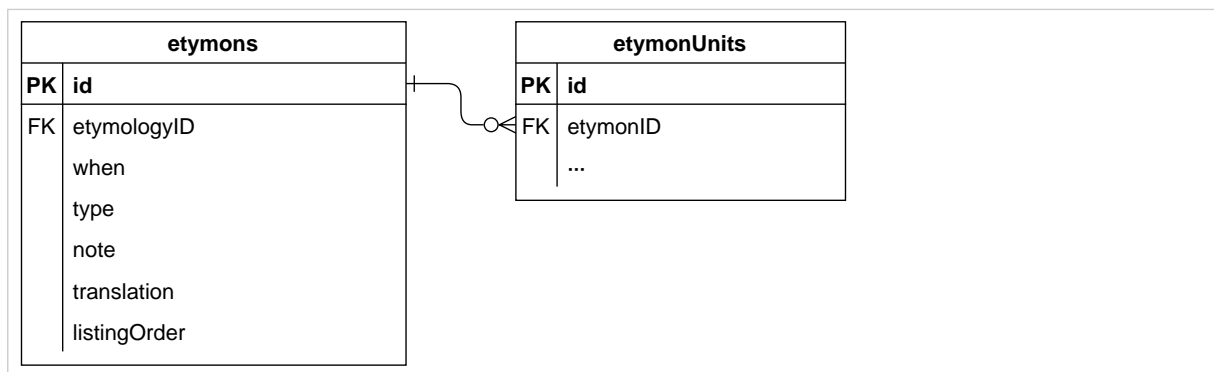 etymons
PK id
FK etymologyID
when
type
note
translation
listingOrder
etymonUnits
PK id
FK etymonID
...